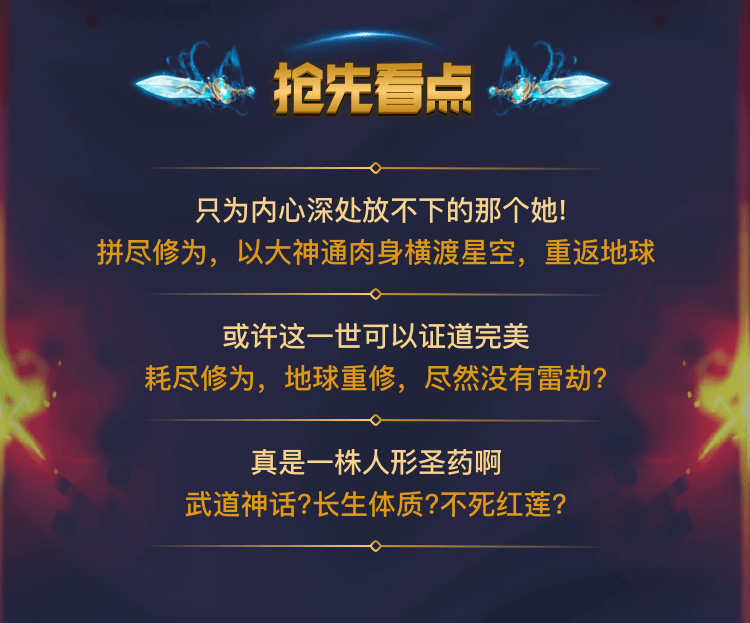 抢先看点
只为内心深处放不下的那个她!
拼尽修为，以大神通肉身横渡星空，重返地球
或许这一世可以证道完美
耗尽修为，地球重修，尽然没有雷劫?
真是一株人形圣药啊
武道神话?长生体质?不死红莲?